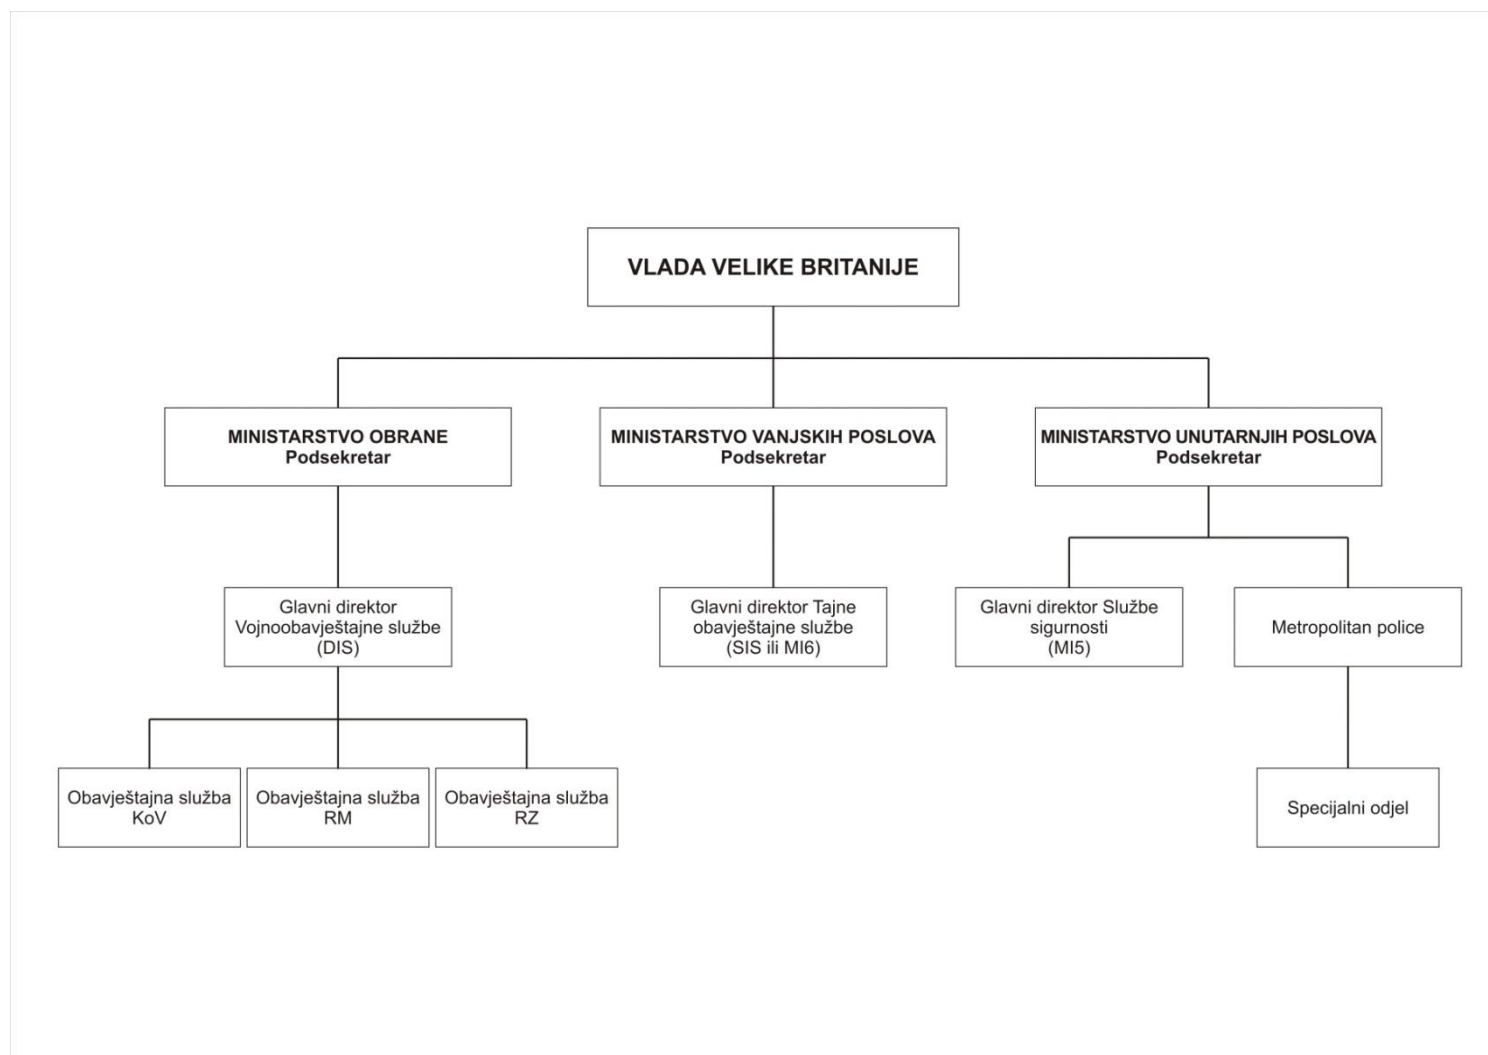 VLADA VELIKE BRITANIJE
MINISTARSTVO OBRANE
Podsekretar
MINISTARSTVO VANJSKIH POSLOVA
Podsekretar
MINISTARSTVO UNUTARNJIH POSLOVA
Podsekretar
Glavni direktor
Vojnoobavještajne službe
(DIS)
Glavni direktor Tajne
obavještajne službe
(SIS ili MI6)
Glavni direktor Službe
sigurnosti
(MI5)
Metropolitan police
Obavještajna služba
KoV
Obavještajna služba
RM
Obavještajna služba
RZ
Specijalni odjel